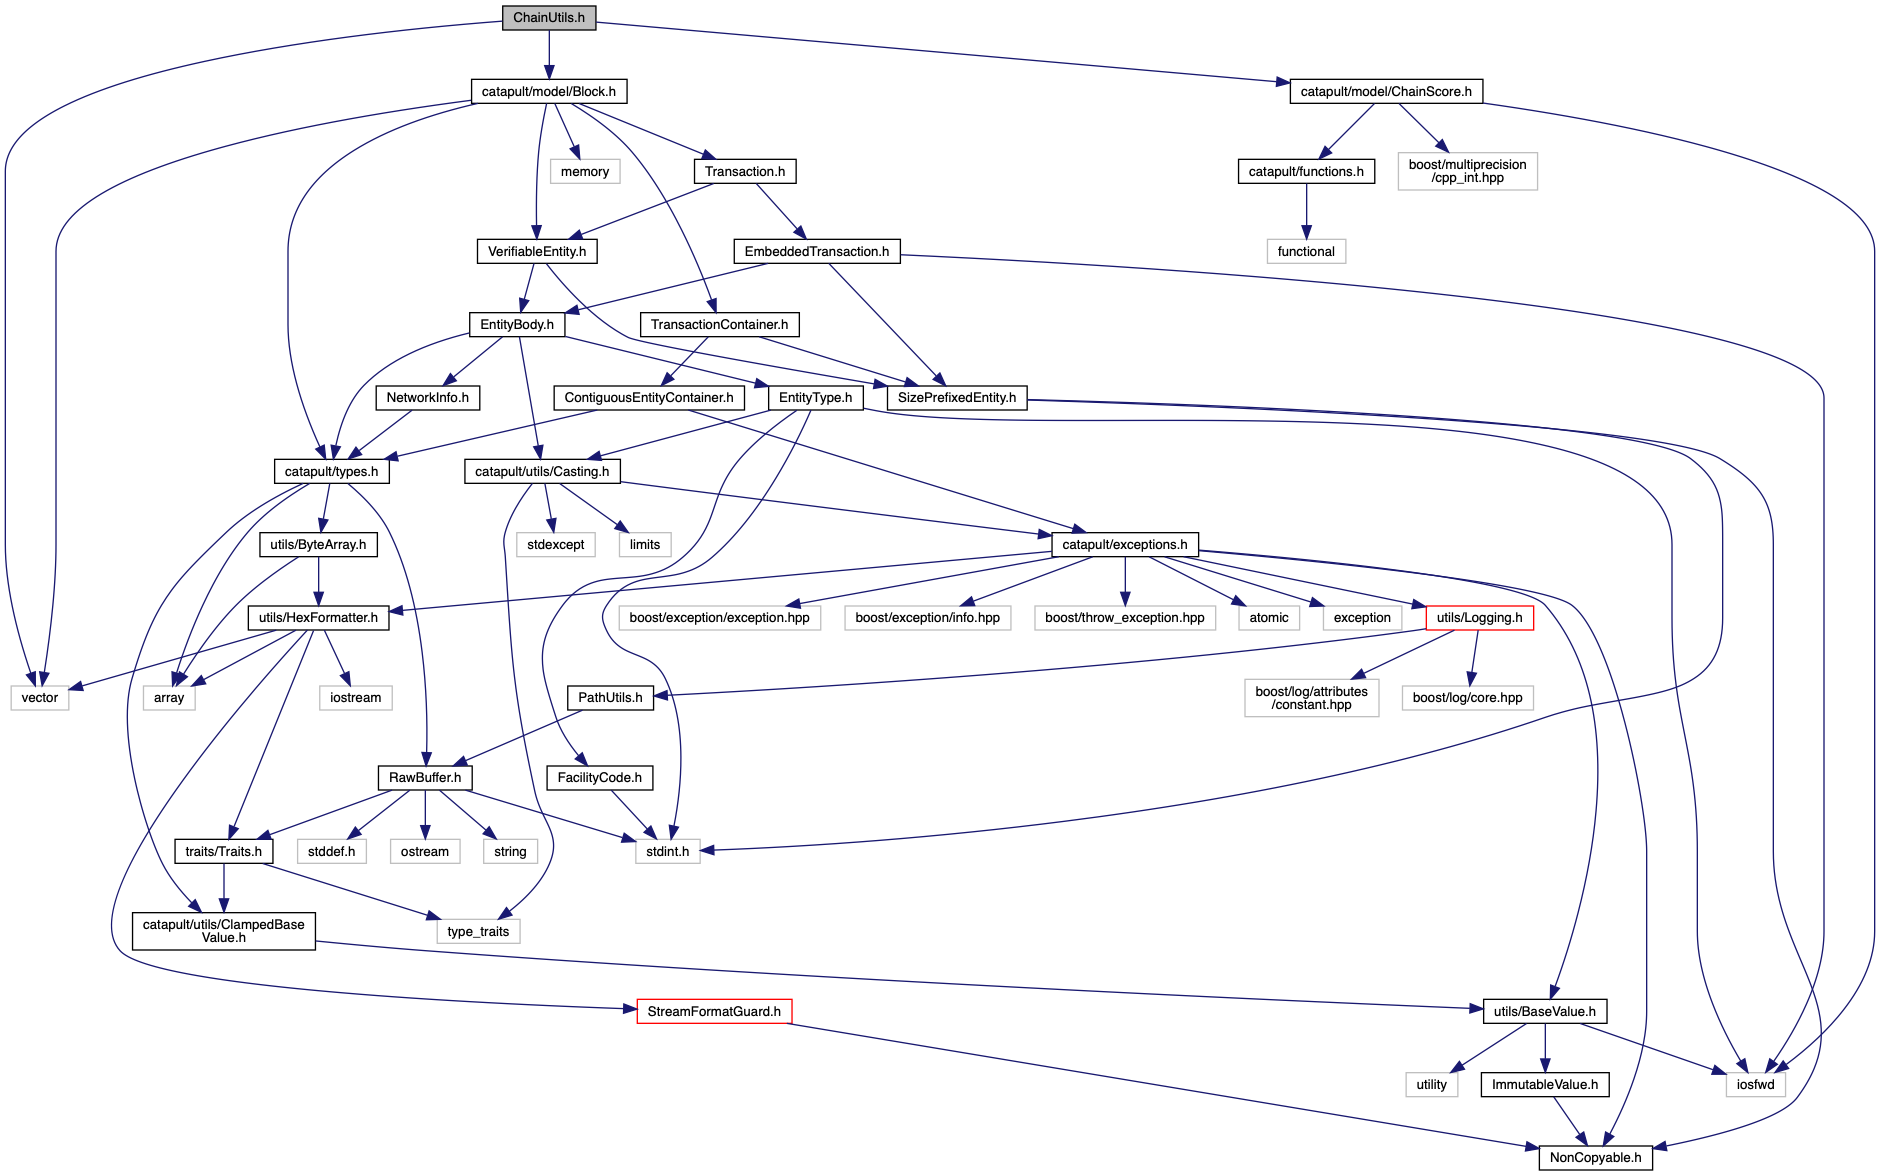 ChainUtils.h
catapult/model/Block.h
catapult/model/ChainScore.h
memory
Transaction.h
catapult/functions.h
boost/multiprecision
/cpp_int.hpp
VerifiableEntity.h
EmbeddedTransaction.h
functional
EntityBody.h
TransactionContainer.h
NetworkInfo.h
ContiguousEntityContainer.h
EntityType.h
SizePrefixedEntity.h
catapult/types.h
catapult/utils/Casting.h
utils/ByteArray.h
stdexcept
limits
catapult/exceptions.h
utils/HexFormatter.h
boost/exception/exception.hpp
boost/exception/info.hpp
boost/throw_exception.hpp
atomic
exception
utils/Logging.h
vector
array
iostream
PathUtils.h
boost/log/attributes
/constant.hpp
boost/log/core.hpp
RawBuffer.h
FacilityCode.h
traits/Traits.h
stddef.h
ostream
string
stdint.h
catapult/utils/ClampedBase
Value.h
type_traits
StreamFormatGuard.h
utils/BaseValue.h
utility
ImmutableValue.h
iosfwd
NonCopyable.h